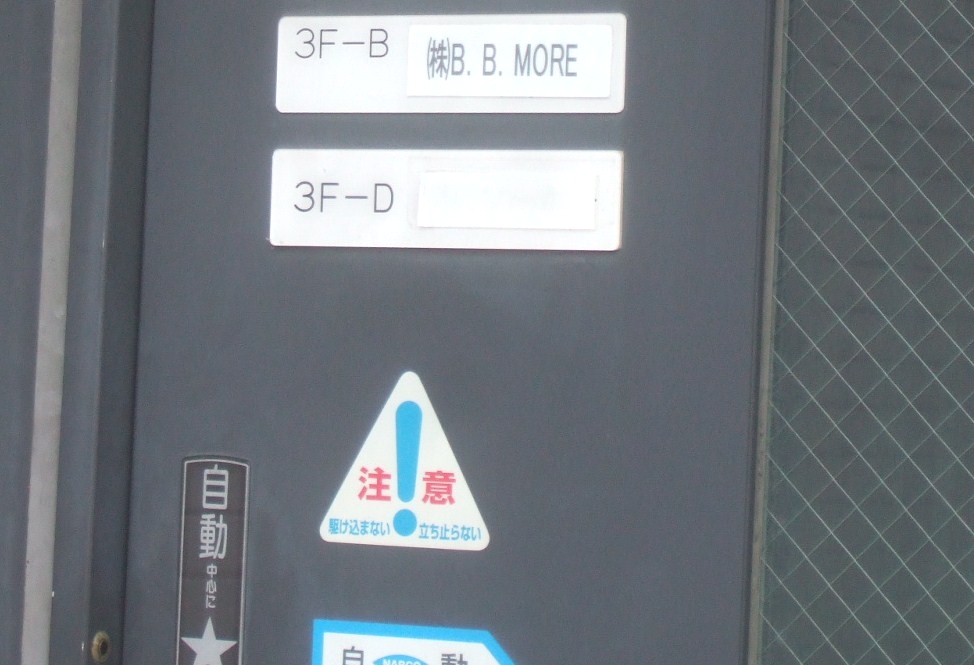 3F-B ㈱B. B. MORE
3F-D
注意
駆け込まない 立ち止らない
自動
中心に
自 動
NABCO